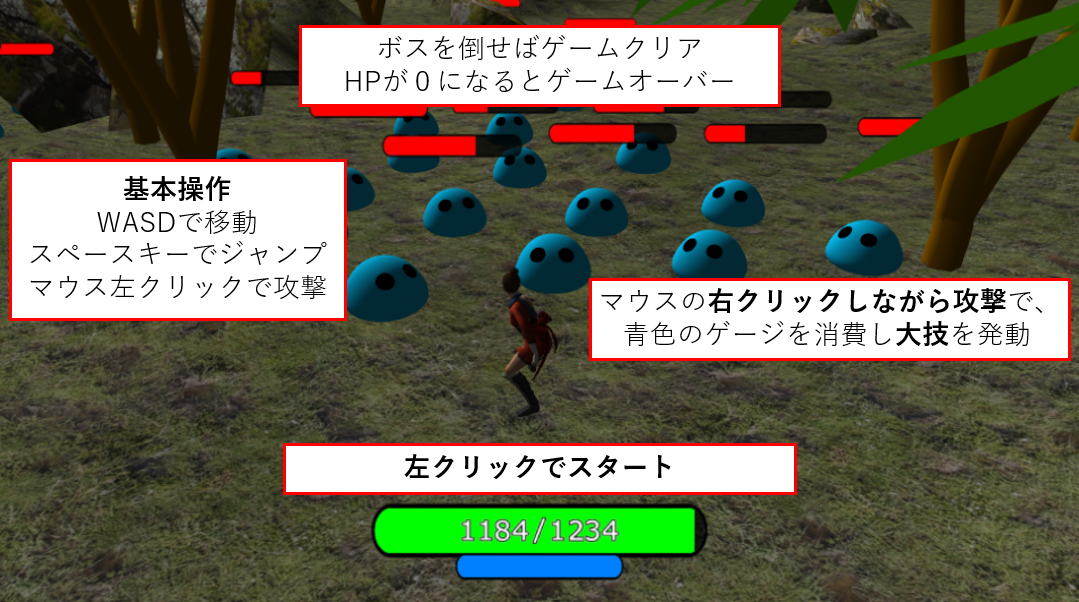 ボスを倒せばゲームクリア
HPが０になるとゲームオーバー
基本操作
WASDで移動
スペースキーでジャンプ
マウス左クリックで攻撃
マウスの右クリックしながら攻撃で、
青色のゲージを消費し大技を発動
左クリックでスタート
1184/1234